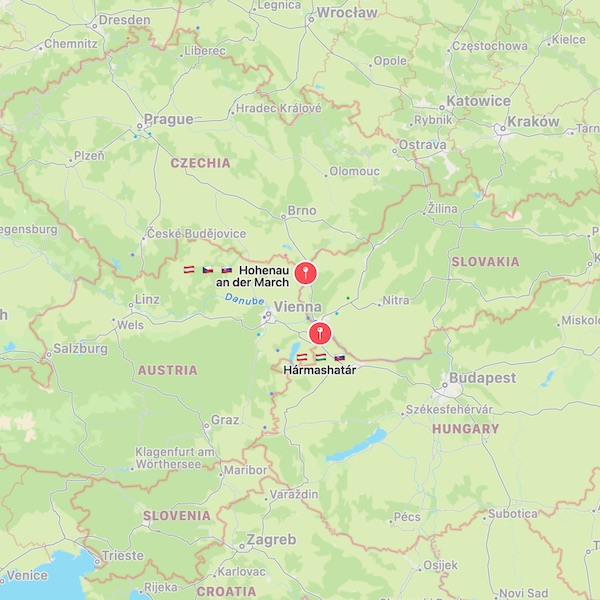 Legnica
Wrocław
Dresden
Chemnitz
Liberec
Kielce
Częstochowa
Opole
Hradec Králové
Katowice
Prague
Rybnik
Kraków
Tarn
Ostrava
Plzeň
CZECHIA
Olomouc
Brno
Žilina
egensburg
České Budějovice
P
SLOVAKIA
Hohenau
an der March
Linz
Danube
Vienna
Nitra
Wels
Miskolc
ch
Salzburg
Hármashatár
AUSTRIA
Budapest
Székesfehérvár
Graz
HUNGARY
Klagenfurt am
Wörthersee
Maribor
Varaždin
SLOVENIA
Pécs
Subotica
Zagreb
Trieste
Osijek
Venice
Karlovac
Rijeka
CROATIA
Novi Sad